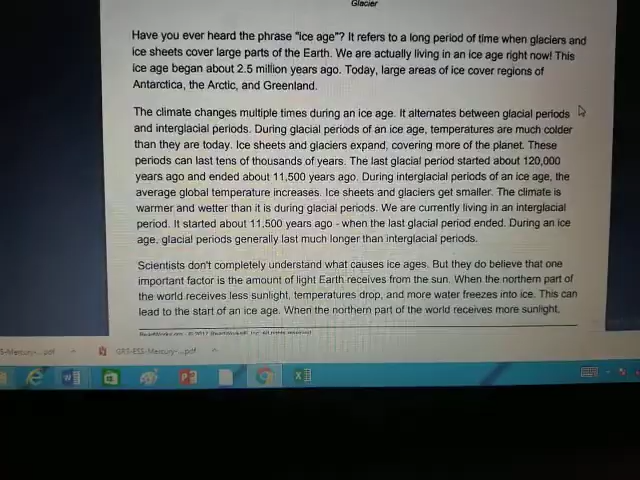 Glacier
Have you ever heard the phrase "ice age"? It refers to a long period of time when glaciers and
ice sheets cover large parts of the Earth. We are actually living in an ice age right now! This
ice age began about 2.5 million years ago. Today, large areas of ice cover regions of
Antarctica, the Arctic, and Greenland.
The climate changes multiple times during an ice age. It alternates between glacial periods
and interglacial periods. During glacial periods of an ice age, temperatures are much colder
than they are today. Ice sheets and glaciers expand, covering more of the planet. These
periods can last tens of thousands of years. The last glacial period started about 120,000
years ago and ended about 11,500 years ago. During interglacial periods of an ice age, the
average global temperature increases. Ice sheets and glaciers get smaller. The climate is
warmer and wetter than it is during glacial periods. We are currently living in an interglacial
period. It started about 11,500 years ago - when the last glacial period ended. During an ice
age, glacial periods generally last much longer than interglacial periods.
Scientists don't completely understand what causes ice ages. But they do believe that one
important factor is the amount of light Earth receives from the sun. When the northern part of
the world receives less sunlight, temperatures drop, and more water freezes into ice. This can
lead to the start of an ice age. When the northern part of the world receives more sunlight,
ReadWorks.org · © 2017 ReadWorks®, Inc. All rights reserved.
S-Mercury-...pdf GR5-ESS-Mercury-...pdf